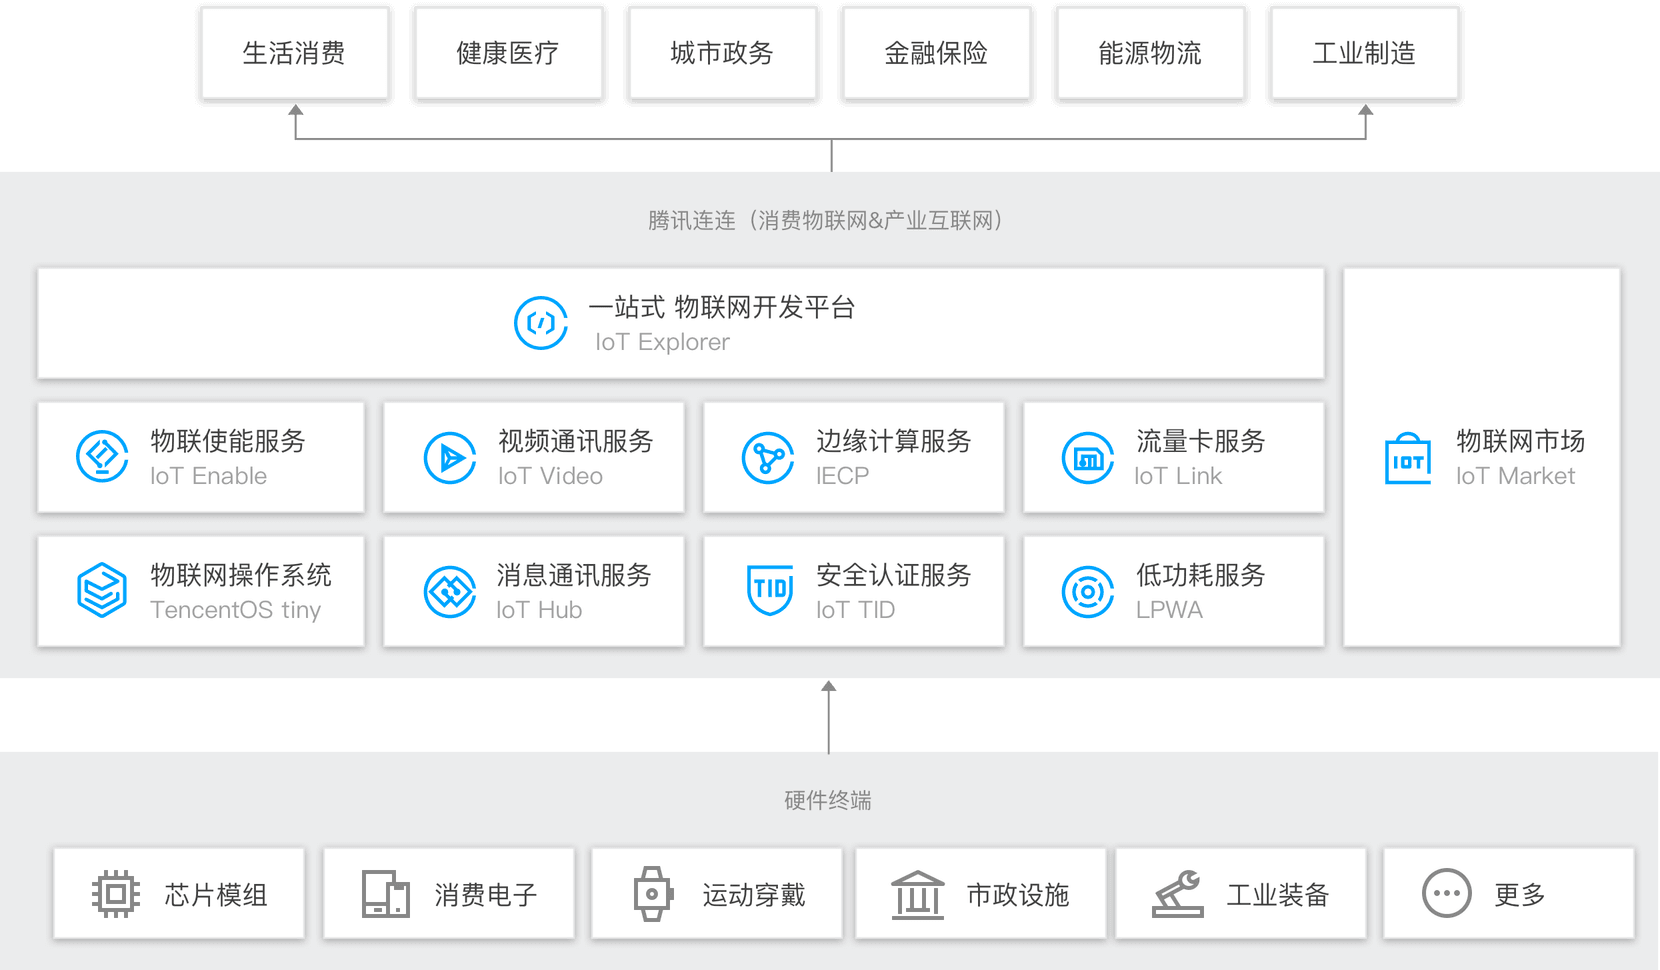 生活消费
健康医疗
城市政务
金融保险
能源物流
工业制造
腾讯连连（消费物联网&产业互联网）
一站式 物联网开发平台
IoT Explorer
物联使能服务
IoT Enable
视频通讯服务
IoT Video
边缘计算服务
IECP
流量卡服务
IoT Link
IOT
物联网市场
IoT Market
物联网操作系统
TencentOS tiny
消息通讯服务
IoT Hub
TID
安全认证服务
IoT TID
低功耗服务
LPWA
硬件终端
芯片模组
消费电子
运动穿戴
市政设施
工业装备
更多